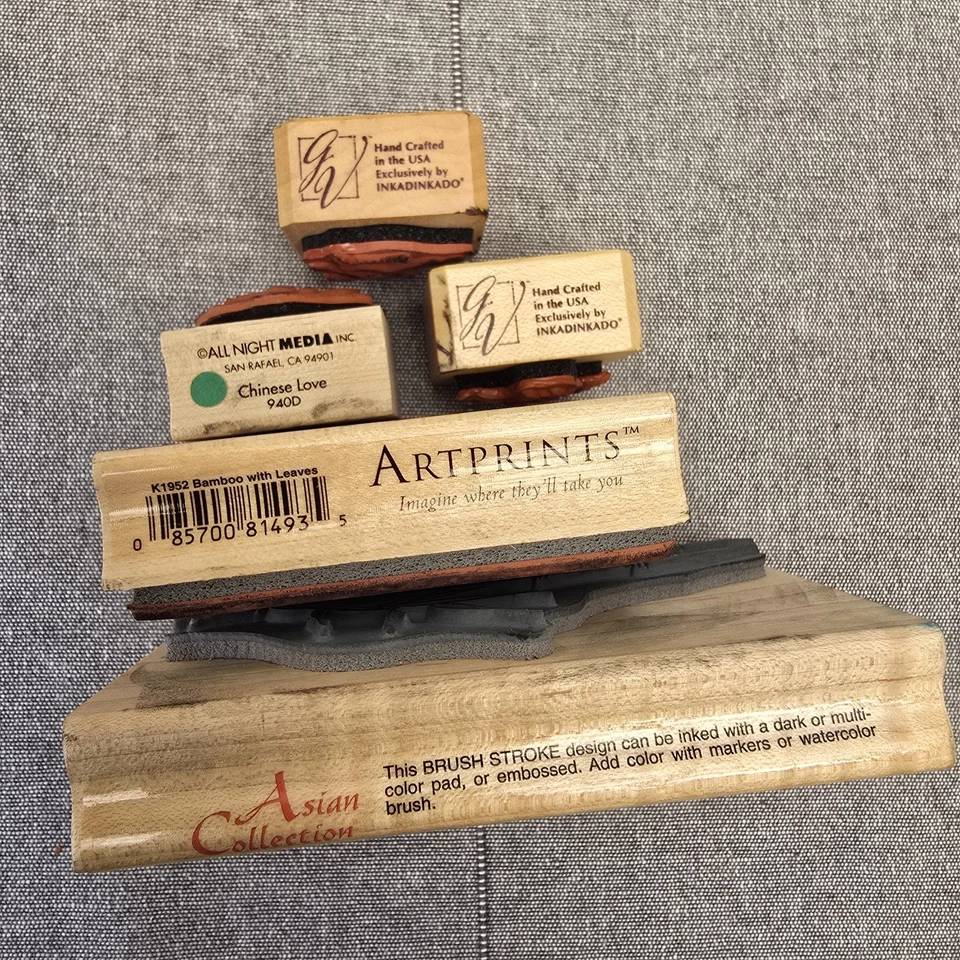 GV™ Hand Crafted
in the USA
Exclusively by
INKADINKADO®
GV™ Hand Crafted
in the USA
Exclusively by
INKADINKADO®
©ALL NIGHT MEDIA INC.
SAN RAFAEL, CA 94901
Chinese Love
940D
K1952 Bamboo with Leaves
0 85700 81493 5
ARTPRINTS™
Imagine where they'll take you
Asian
Collection
This BRUSH STROKE design can be inked with a dark or multi-
color pad, or embossed. Add color with markers or watercolor
brush.